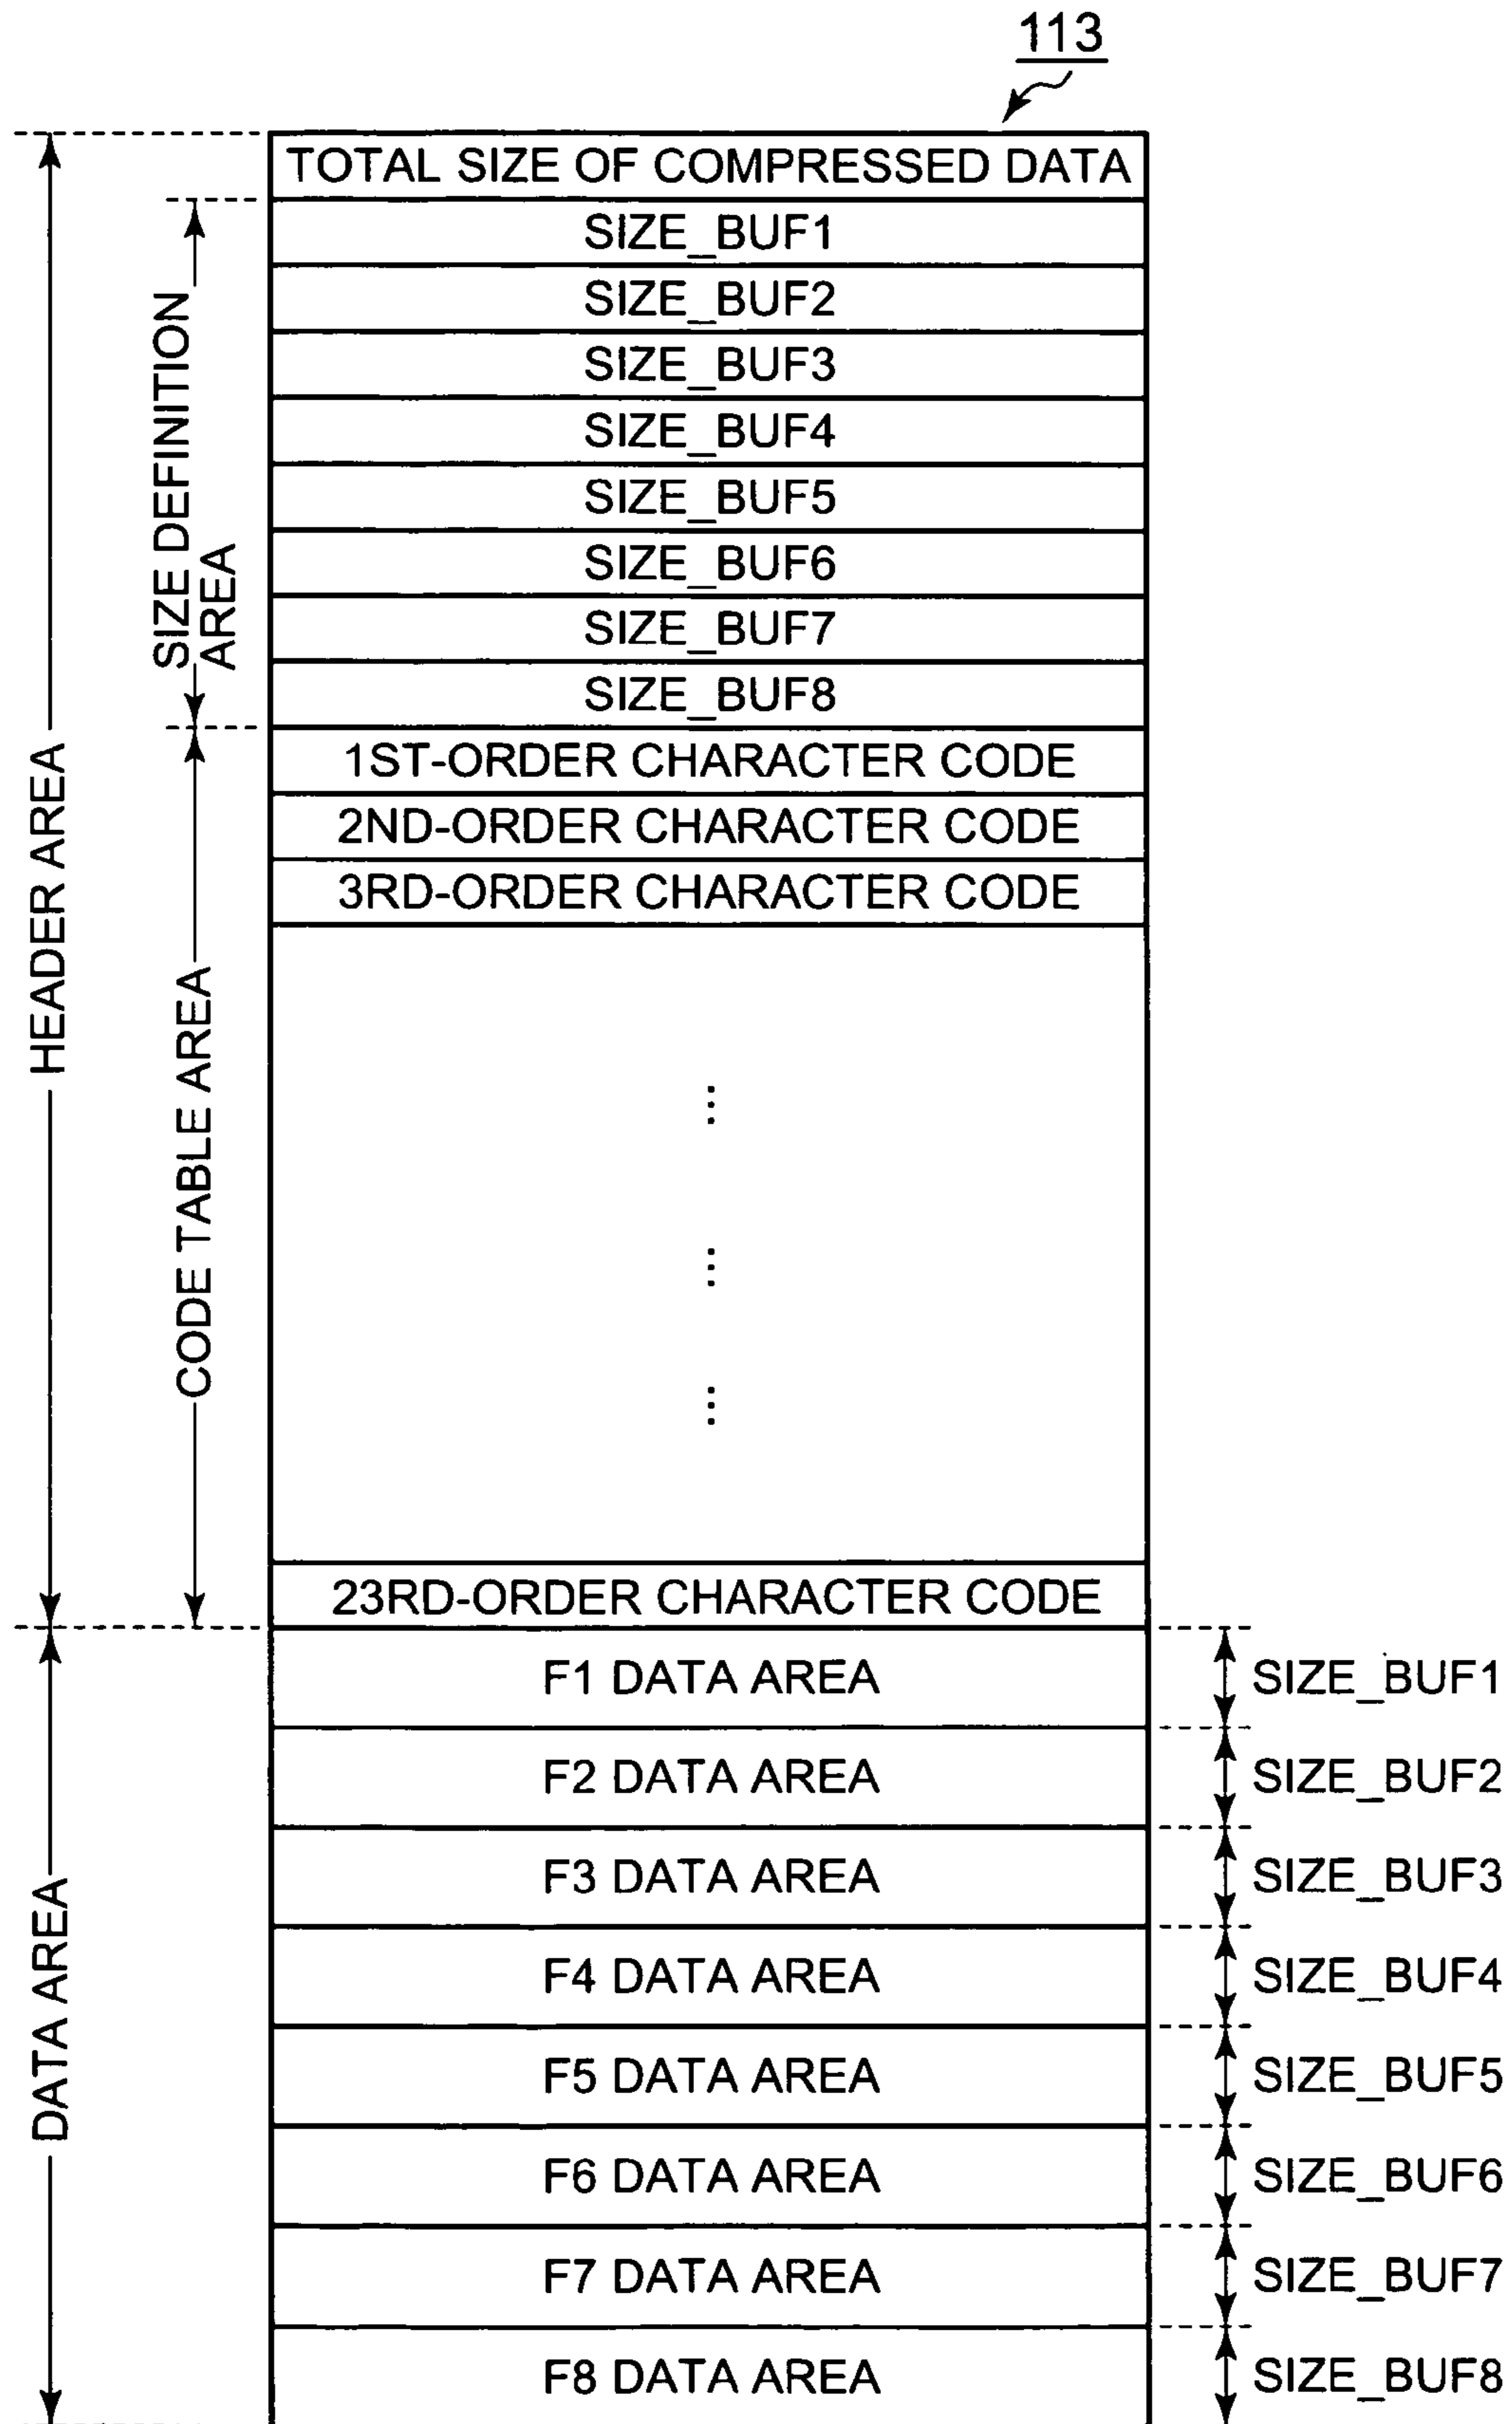 113
TOTAL SIZE OF COMPRESSED DATA
SIZE_BUF1
SIZE_BUF2
SIZE_BUF3
SIZE_BUF4
SIZE_BUF5
SIZE_BUF6
SIZE_BUF7
SIZE_BUF8
SIZE DEFINITION
AREA
HEADER AREA
CODE TABLE AREA
1ST-ORDER CHARACTER CODE
2ND-ORDER CHARACTER CODE
3RD-ORDER CHARACTER CODE
⋮
⋮
⋮
23RD-ORDER CHARACTER CODE
DATA AREA
F1 DATA AREA
SIZE_BUF1
F2 DATA AREA
SIZE_BUF2
F3 DATA AREA
SIZE_BUF3
F4 DATA AREA
SIZE_BUF4
F5 DATA AREA
SIZE_BUF5
F6 DATA AREA
SIZE_BUF6
F7 DATA AREA
SIZE_BUF7
F8 DATA AREA
SIZE_BUF8